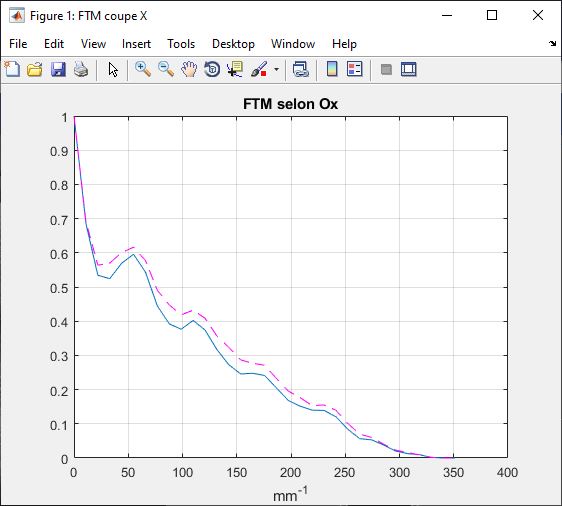 Figure 1: FTM coupe X
File Edit View Insert Tools Desktop Window Help
FTM selon Ox
1
0.9
0.8
0.7
0.6
0.5
0.4
0.3
0.2
0.1
0
0 50 100 150 200 250 300 350 400
mm⁻¹